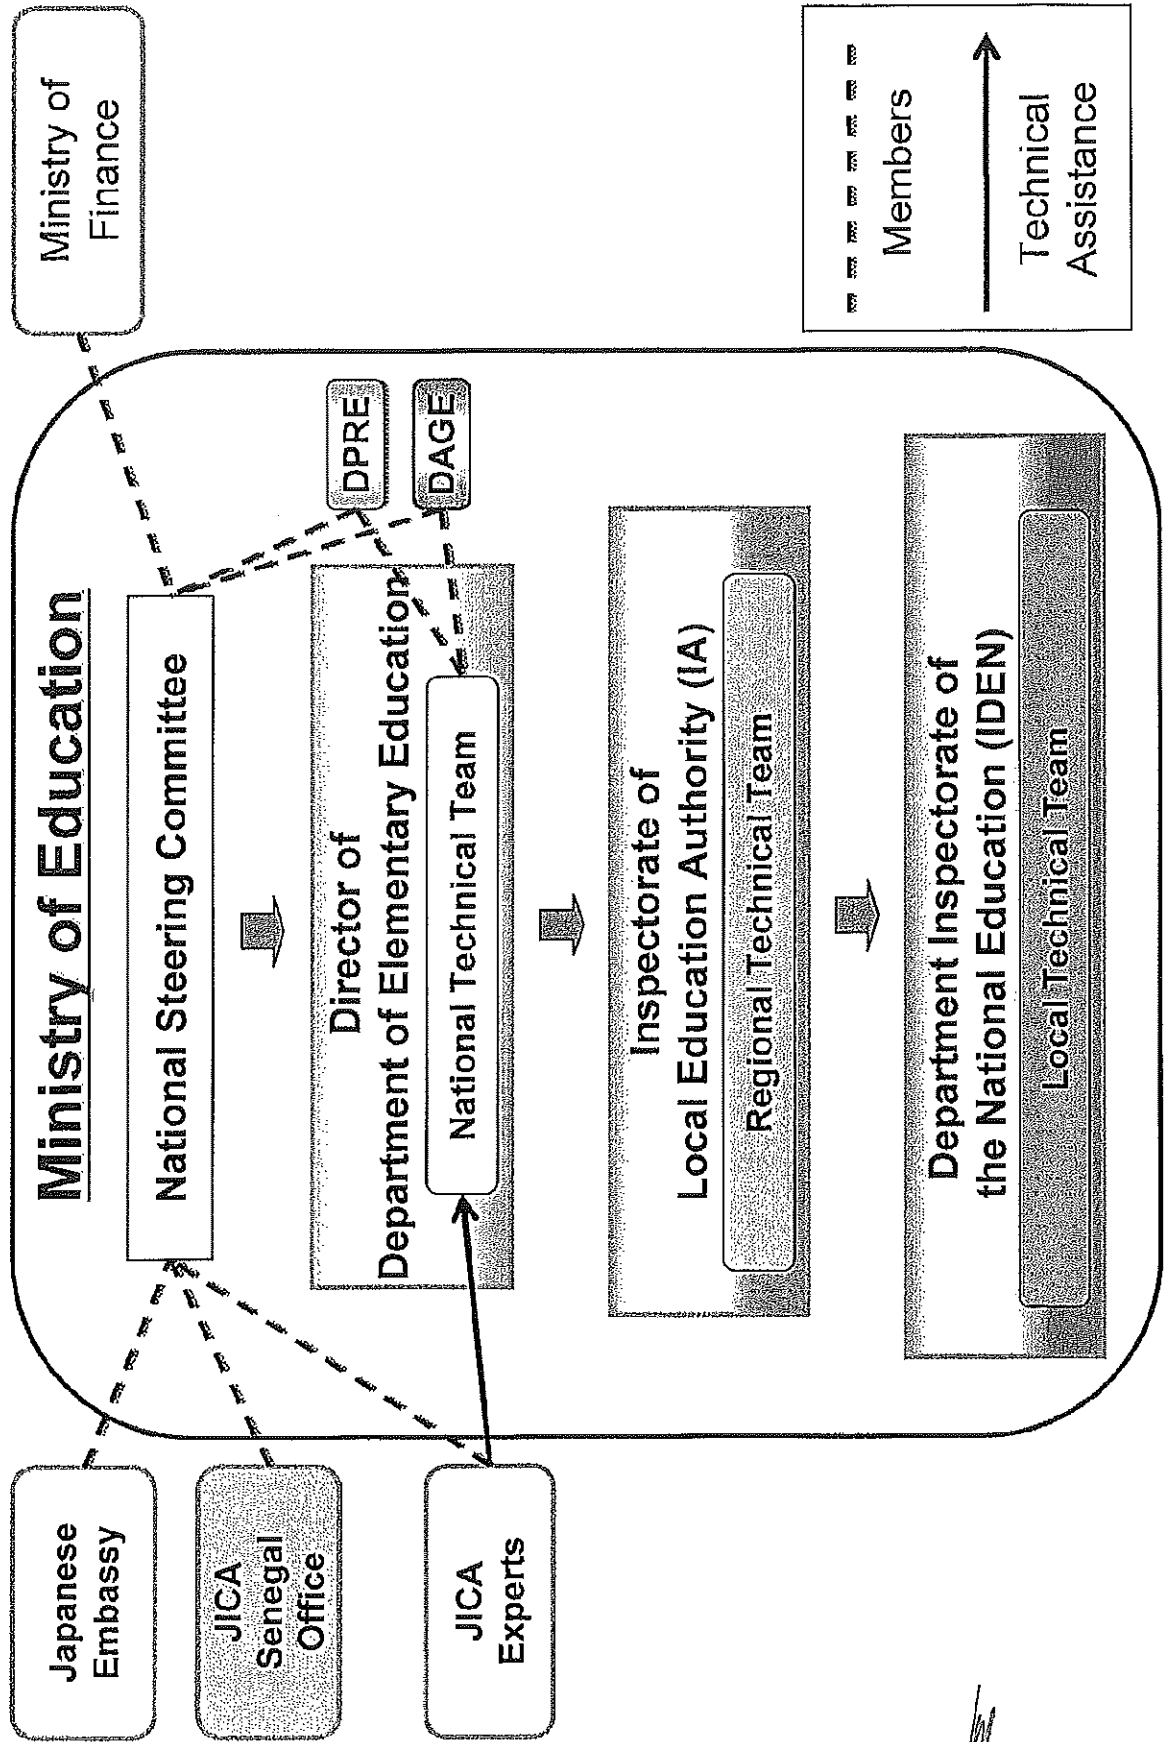 Ministry of Education
Japanese
Embassy
National Steering Committee
Ministry of
Finance
JICA
Senegal
Office
Director of
Department of Elementary Education
National Technical Team
DPRE
DAGE
JICA
Experts
Inspectorate of
Local Education Authority (IA)
Regional Technical Team
Department Inspectorate of
the National Education (IDEN)
Local Technical Team
Members
Technical
Assistance